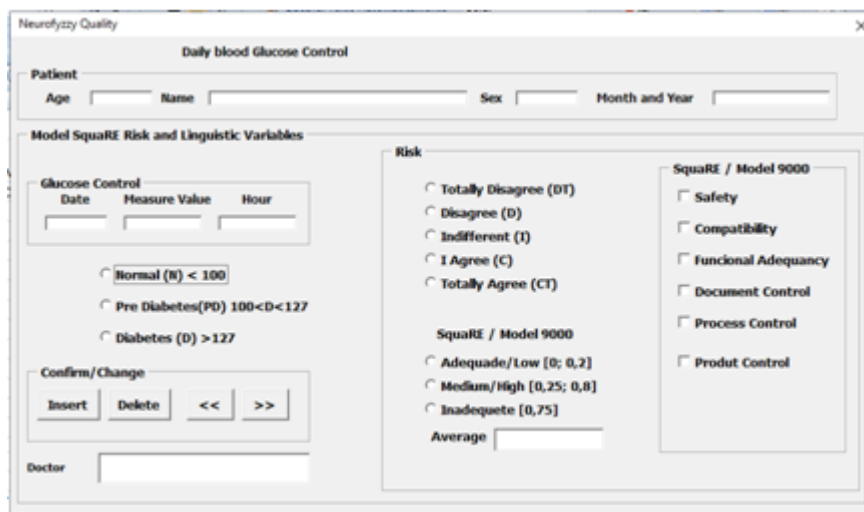 Neurofyzzy Quality
Daily blood Glucose Control
Patient
Age Name Sex Month and Year
Model SquaRE Risk and Linguistic Variables
Glucose Control
Date Measure Value Hour
Normal (N) < 100
Pre Diabetes(PD) 100<D<127
Diabetes (D) >127
Confirm/Change
Insert Delete << >>
Doctor
Risk
Totally Disagree (DT)
Disagree (D)
Indifferent (I)
I Agree (C)
Totally Agree (CT)
SquaRE / Model 9000
Adequade/Low [0; 0,2]
Medium/High [0,25; 0,8]
Inadequete [0,75]
Average
SquaRE / Model 9000
Safety
Compatibility
Funcional Adequancy
Document Control
Process Control
Produt Control